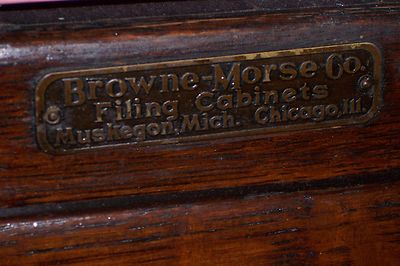 Browne-Morse Co.
Filing Cabinets
Muskegon, Mich. Chicago, Ill.